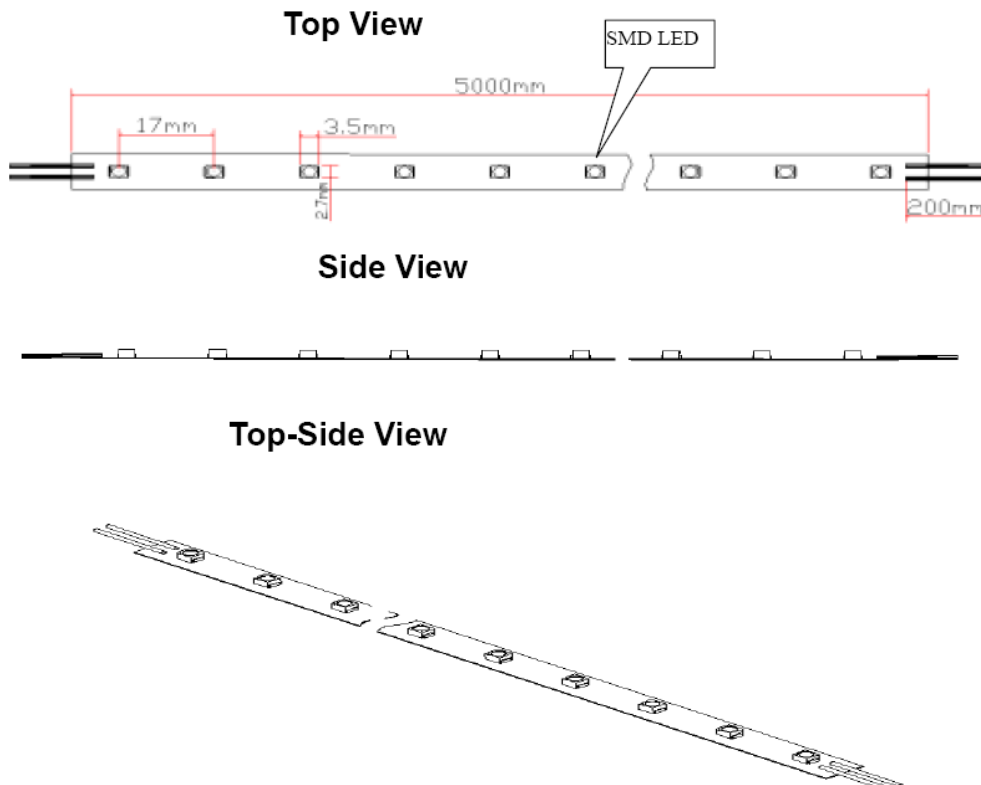 Top View
SMD LED
5000mm
17mm
3.5mm
2.7mm
200mm
Side View
Top-Side View